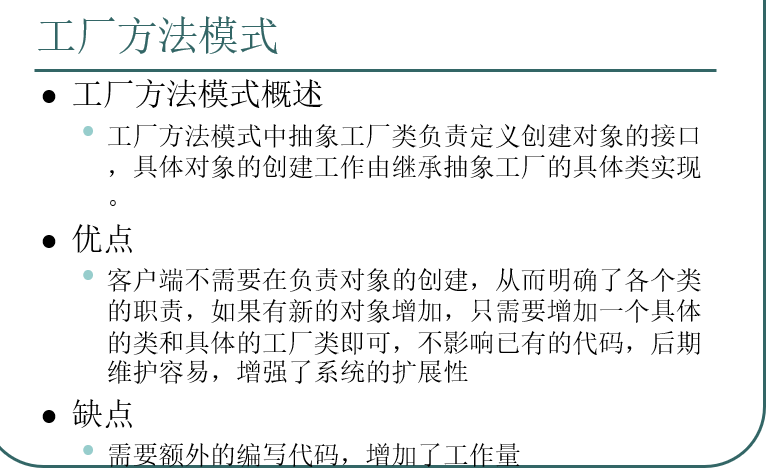 工厂方法模式
工厂方法模式概述
工厂方法模式中抽象工厂类负责定义创建对象的接口
，具体对象的创建工作由继承抽象工厂的具体类实现
。
优点
客户端不需要在负责对象的创建，从而明确了各个类
的职责，如果有新的对象增加，只需要增加一个具体
的类和具体的工厂类即可，不影响已有的代码，后期
维护容易，增强了系统的扩展性
缺点
需要额外的编写代码，增加了工作量